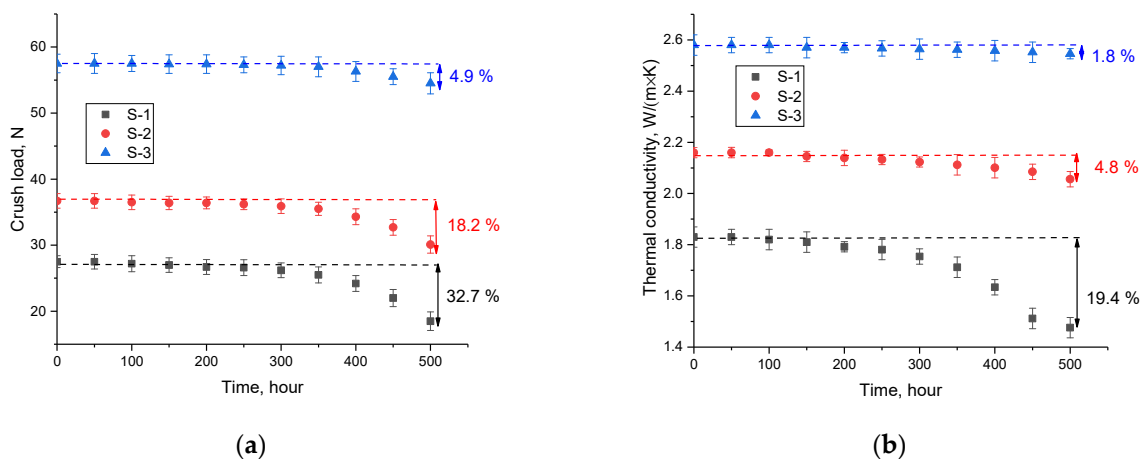 Crush load, N
60
50
40
30
20
0
100
200
300
400
500
Time, hour
S-1
S-2
S-3
4.9 %
18.2 %
32.7 %
(a)
Thermal conductivity, W/(m×K)
2.6
2.4
2.2
2.0
1.8
1.6
1.4
0
100
200
300
400
500
Time, hour
S-1
S-2
S-3
1.8 %
4.8 %
19.4 %
(b)